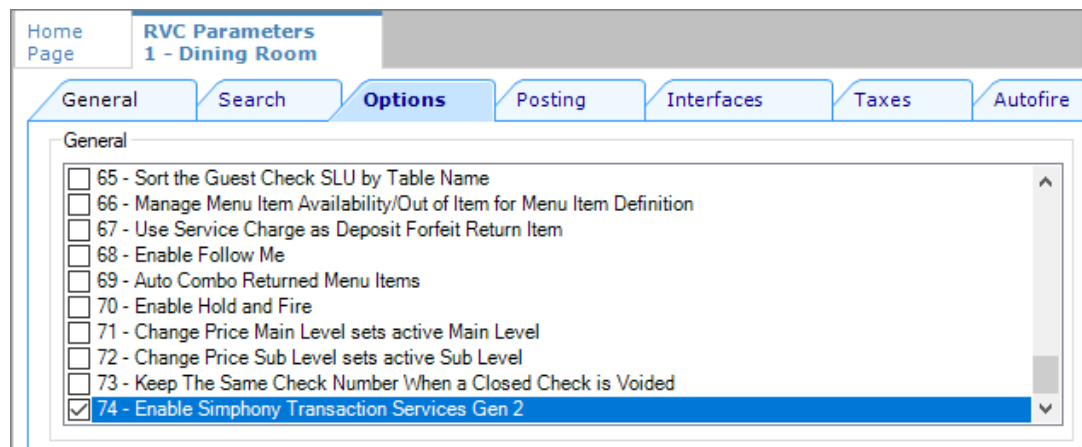 Home Page
RVC Parameters
1 - Dining Room
General
Search
Options
Posting
Interfaces
Taxes
Autofire
General
65 - Sort the Guest Check SLU by Table Name
66 - Manage Menu Item Availability/Out of Item for Menu Item Definition
67 - Use Service Charge as Deposit Forfeit Return Item
68 - Enable Follow Me
69 - Auto Combo Returned Menu Items
70 - Enable Hold and Fire
71 - Change Price Main Level sets active Main Level
72 - Change Price Sub Level sets active Sub Level
73 - Keep The Same Check Number When a Closed Check is Voided
74 - Enable Simphony Transaction Services Gen 2